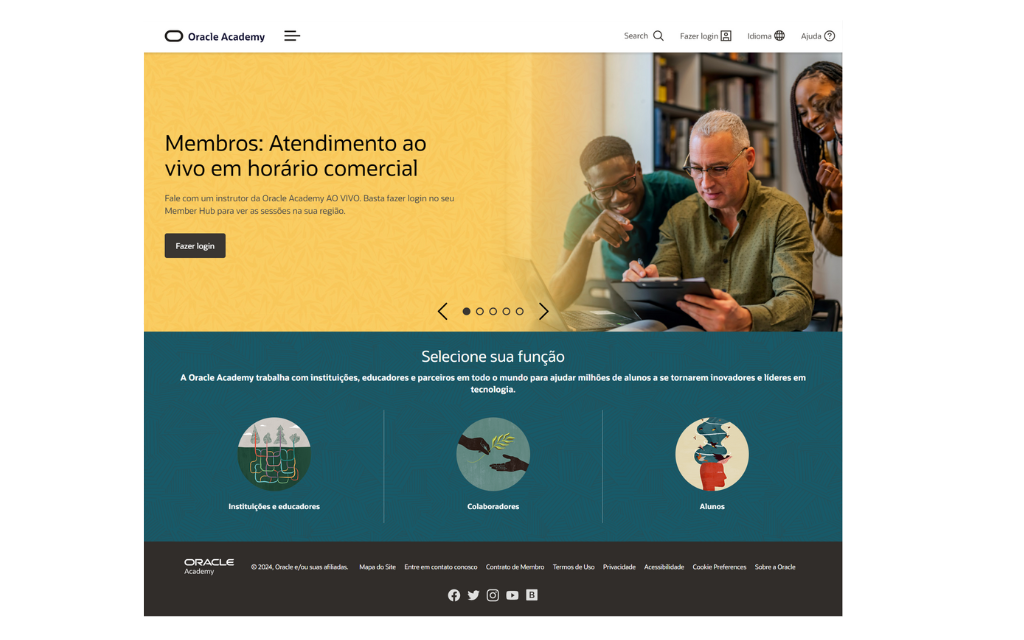 Oracle Academy
Search
Fazer login
Idioma
Ajuda
Membros: Atendimento ao
vivo em horário comercial
Fale com um instrutor da Oracle Academy AO VIVO. Basta fazer login no seu
Member Hub para ver as sessões na sua região.
Fazer login
Selecione sua função
A Oracle Academy trabalha com instituições, educadores e parceiros em todo o mundo para ajudar milhões de alunos a se tornarem inovadores e líderes em
tecnologia.
Instituições e educadores
Colaboradores
Alunos
ORACLE
Academy
© 2024, Oracle e/ou suas afiliadas.
Mapa do Site
Entre em contato conosco
Contrato de Membro
Termos de Uso
Privacidade
Acessibilidade
Cookie Preferences
Sobre a Oracle